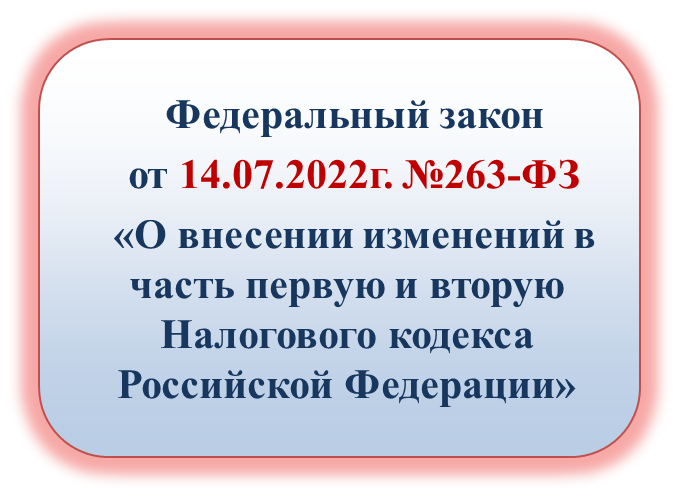 Федеральный закон
от 14.07.2022г. №263-ФЗ
«О внесении изменений в
часть первую и вторую
Налогового кодекса
Российской Федерации»